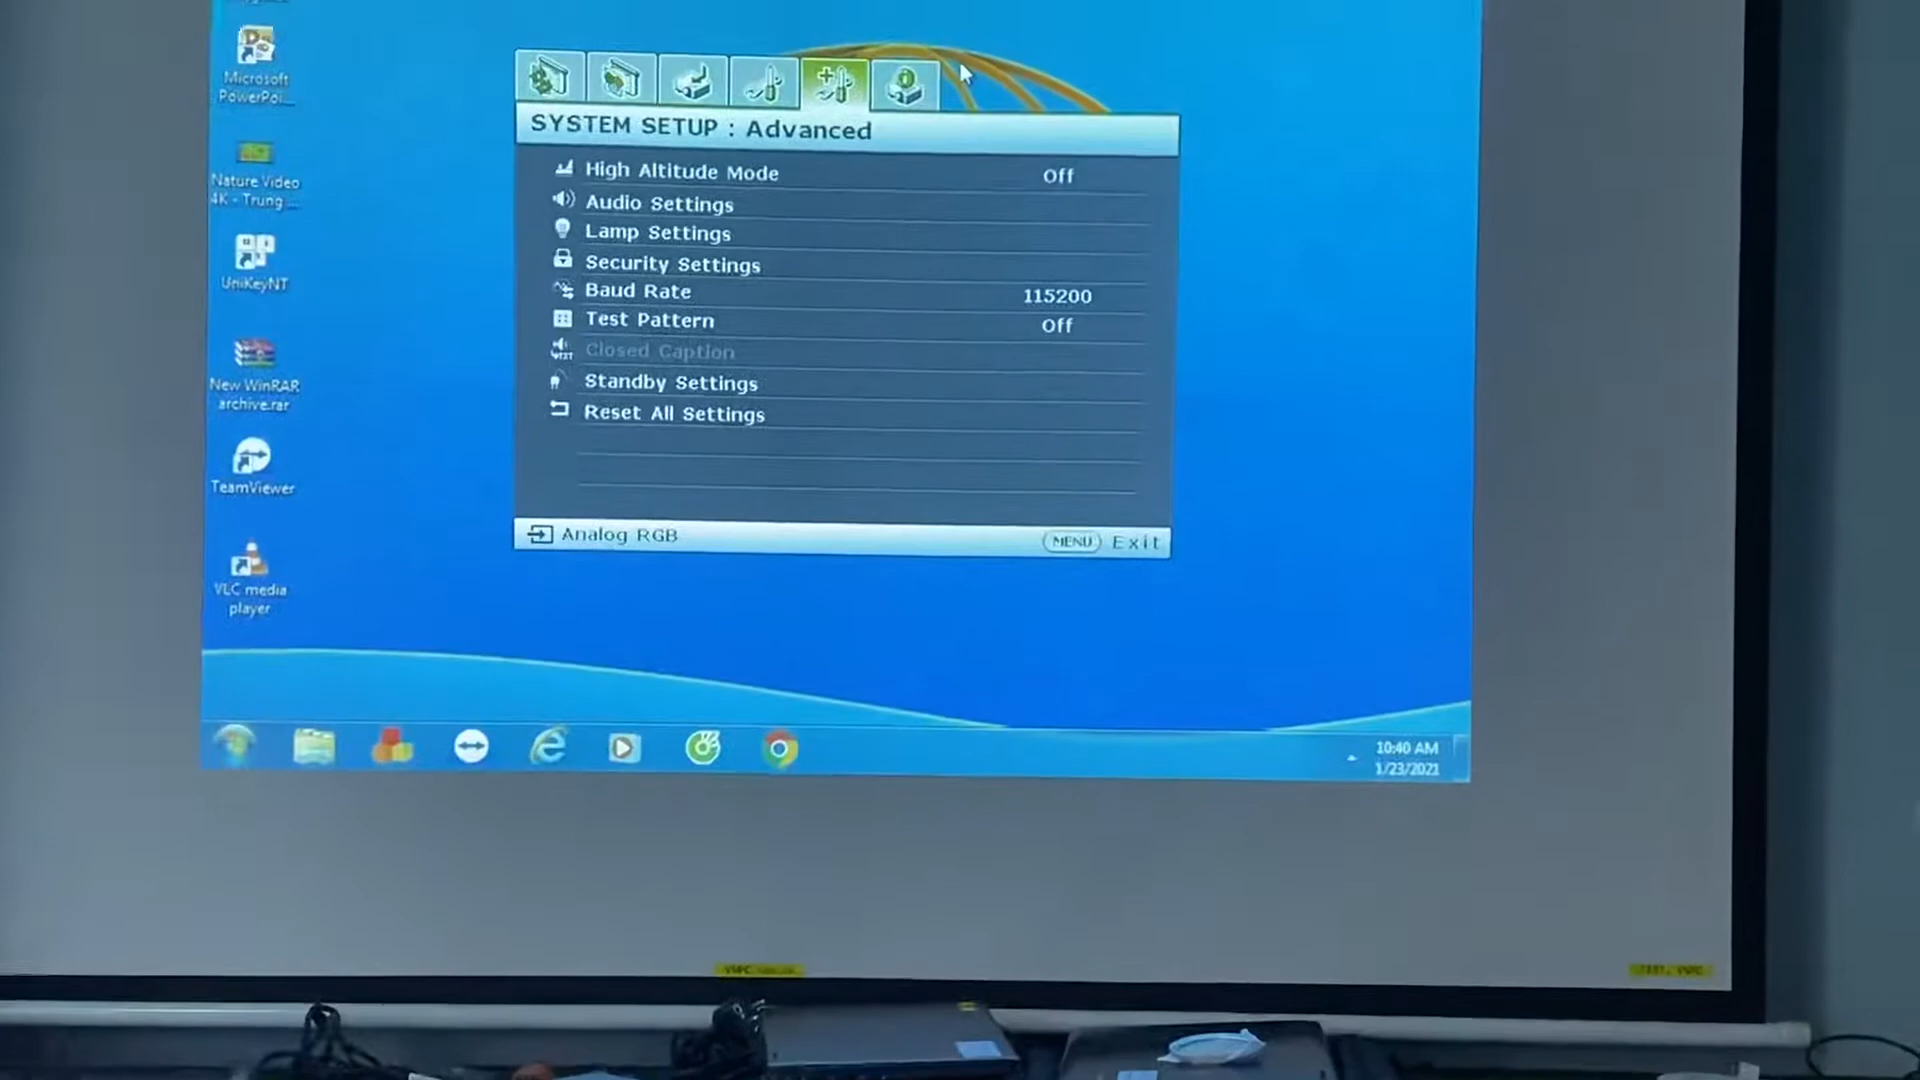 Microsoft
PowerPoi...
Nature Video
4K - Trung ...
UniKeyNT
New WinRAR
archive.rar
TeamViewer
VLC media
player
SYSTEM SETUP : Advanced
High Altitude Mode Off
Audio Settings
Lamp Settings
Security Settings
Baud Rate 115200
Test Pattern Off
Closed Caption
Standby Settings
Reset All Settings
Analog RGB MENU Exit
10:40 AM
1/23/2021